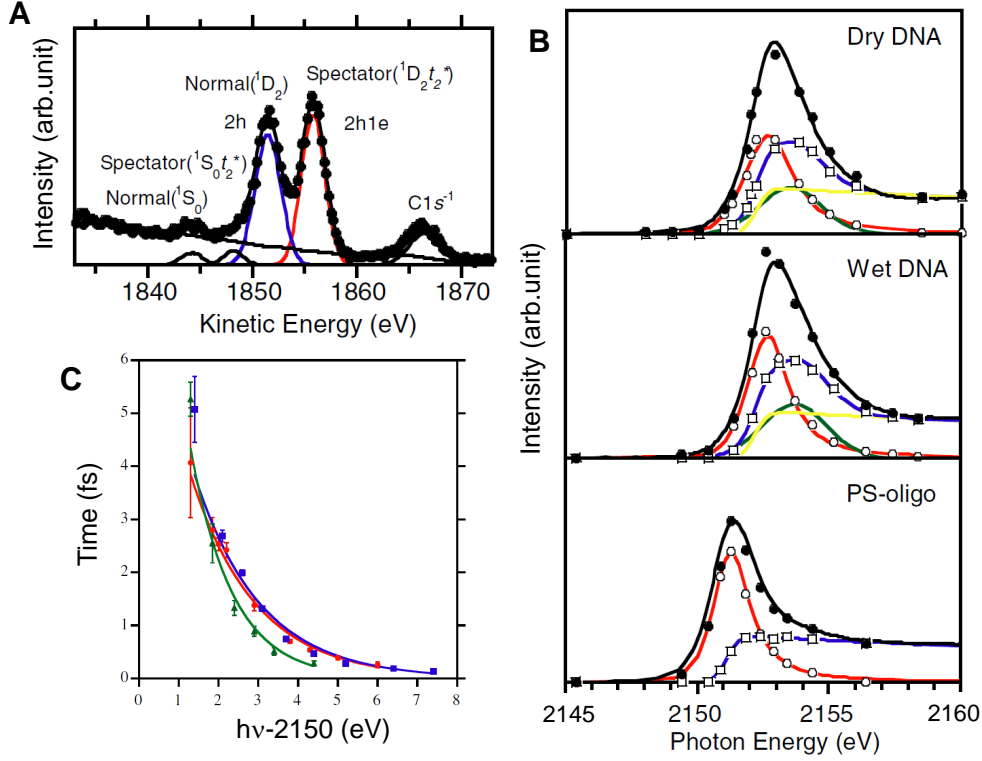 A
Intensity (arb.unit)
Normal(¹D₂)
Spectator(¹D₂t₂*)
2h
2h1e
Spectator(¹S₀t₂*)
Normal(¹S₀)
C1s⁻¹
1840 1850 1860 1870
Kinetic Energy (eV)
B
Dry DNA
Wet DNA
PS-oligo
Intensity (arb.unit)
2145 2150 2155 2160
Photon Energy (eV)
C
Time (fs)
6
5
4
3
2
1
0
0 1 2 3 4 5 6 7 8
hν-2150 (eV)